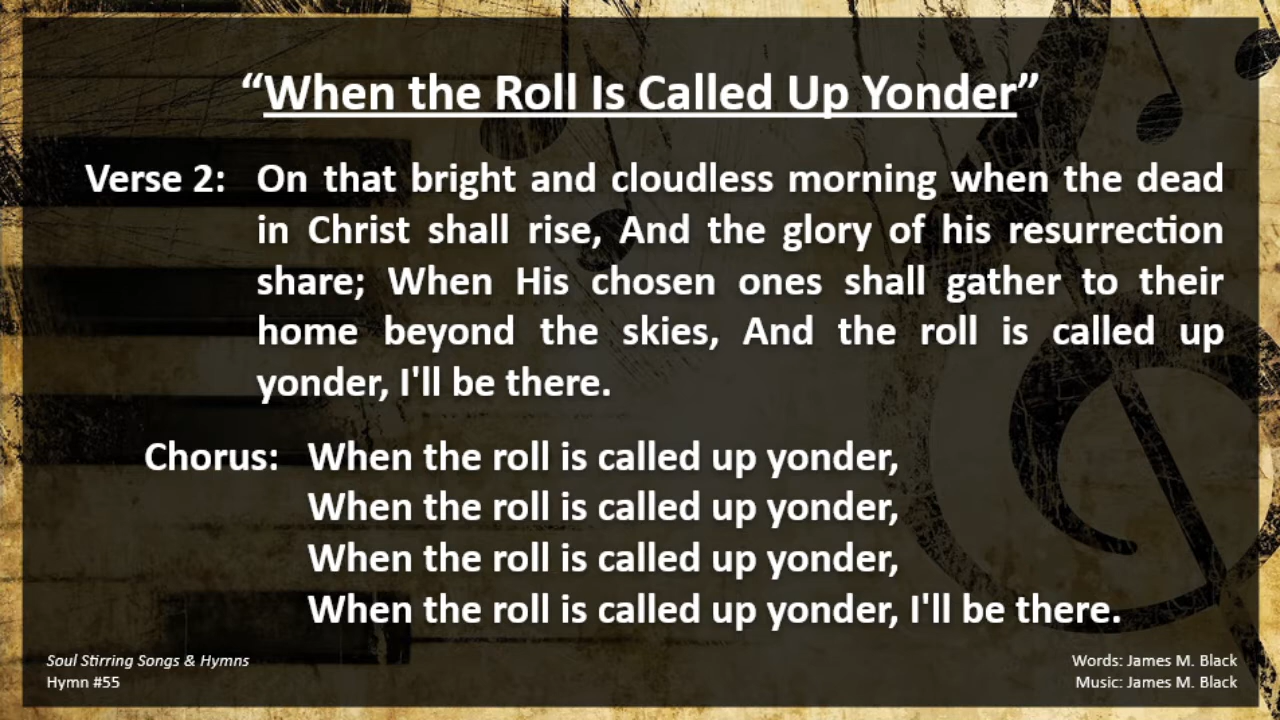 “When the Roll Is Called Up Yonder”
Verse 2: On that bright and cloudless morning when the dead
in Christ shall rise, And the glory of his resurrection
share; When His chosen ones shall gather to their
home beyond the skies, And the roll is called up
yonder, I'll be there.
Chorus: When the roll is called up yonder,
When the roll is called up yonder,
When the roll is called up yonder,
When the roll is called up yonder, I'll be there.
Soul Stirring Songs & Hymns
Hymn #55
Words: James M. Black
Music: James M. Black